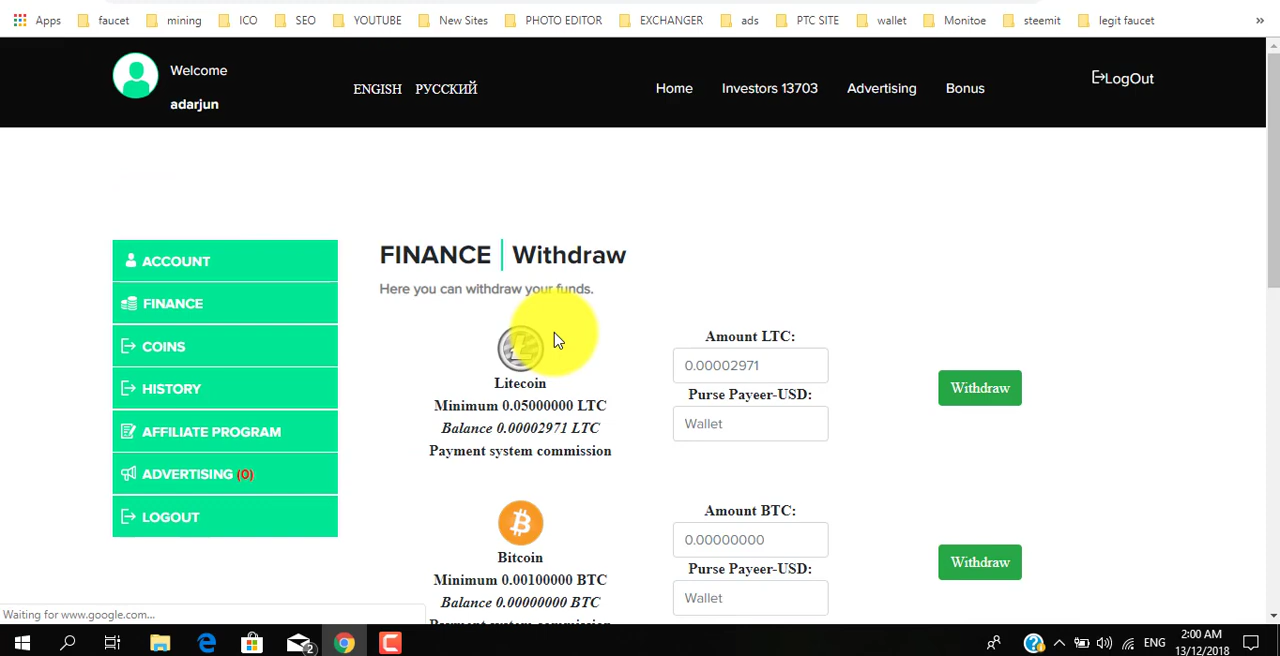 Apps faucet mining ICO SEO YOUTUBE New Sites PHOTO EDITOR EXCHANGER ads PTC SITE wallet Monitoe steemit legit faucet »
Welcome
adarjun
ENGISH РУССКИЙ
Home Investors 13703 Advertising Bonus
LogOut
ACCOUNT
FINANCE
COINS
HISTORY
AFFILIATE PROGRAM
ADVERTISING (0)
LOGOUT
FINANCE Withdraw
Here you can withdraw your funds.
Litecoin
Minimum 0.05000000 LTC
Balance 0.00002971 LTC
Payment system commission
Amount LTC:
0.00002971
Purse Payeer-USD:
Wallet
Withdraw
Bitcoin
Minimum 0.00100000 BTC
Balance 0.00000000 BTC
Payment system commission
Amount BTC:
0.00000000
Purse Payeer-USD:
Wallet
Withdraw
Waiting for www.google.com...
2
ENG
2:00 AM
13/12/2018